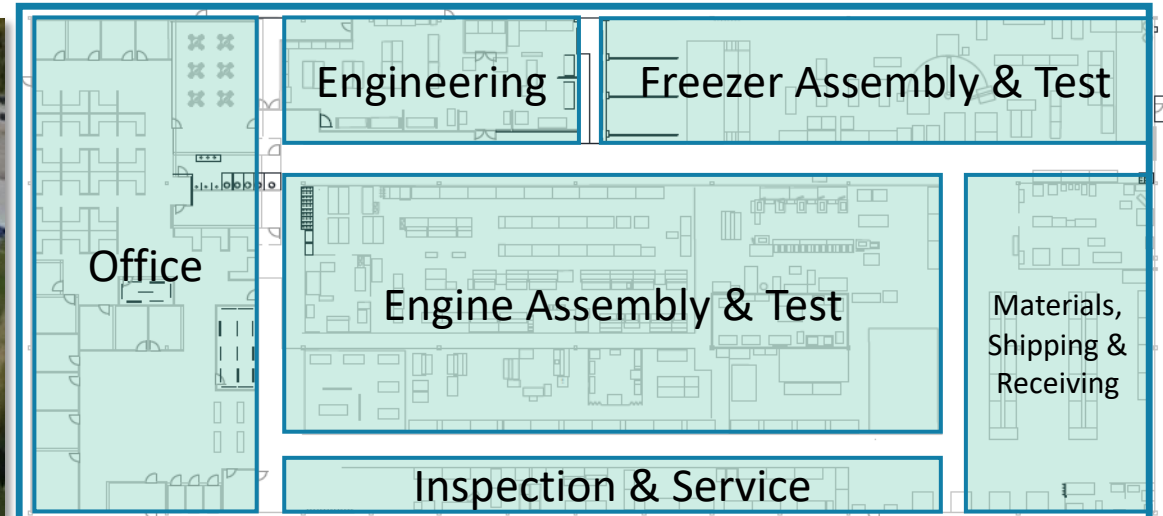 Engineering
Freezer Assembly & Test
Office
Engine Assembly & Test
Materials,
Shipping &
Receiving
Inspection & Service